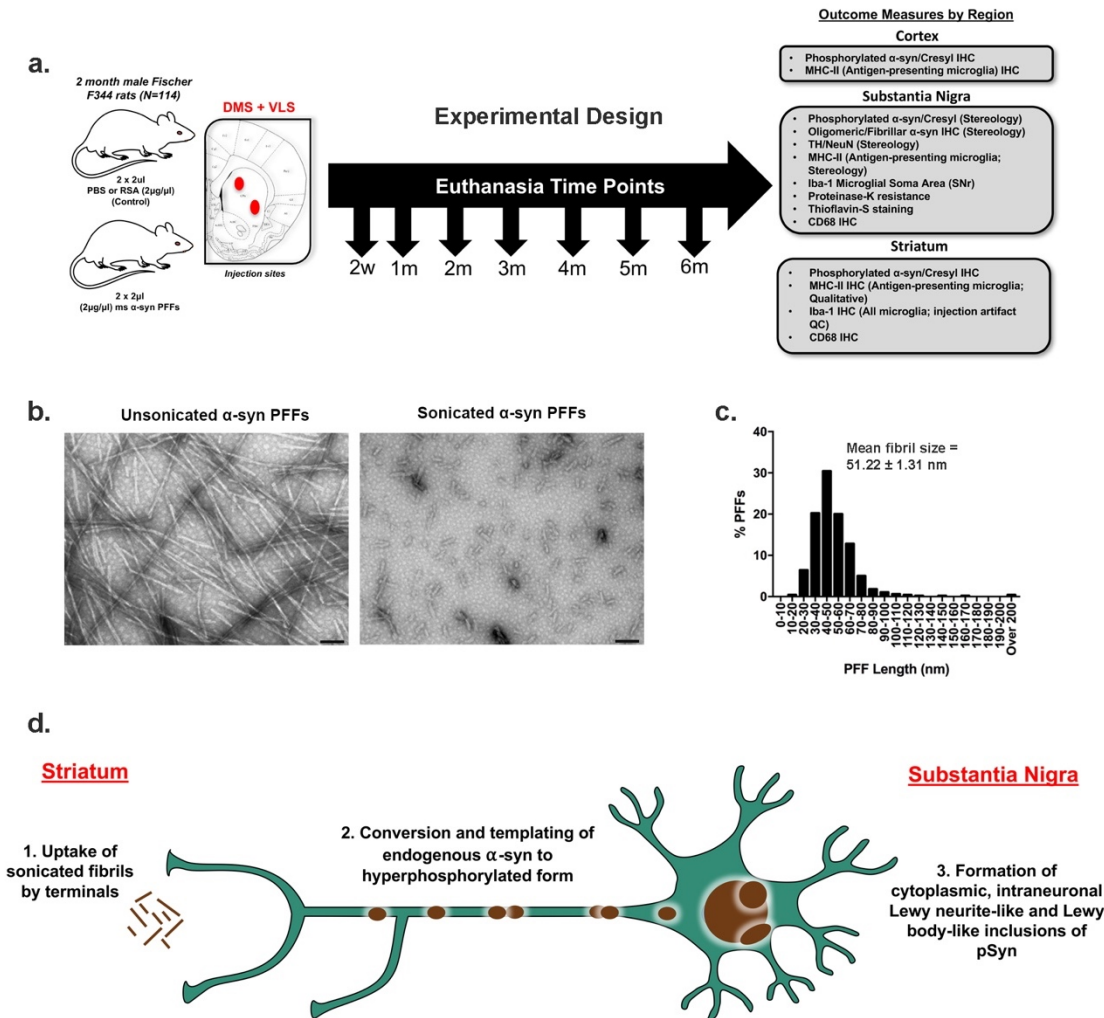 a.
2 month male Fischer
F344 rats (N=114)
2 x 2ul
PBS or RSA (2µg/µl)
(Control)
2 x 2µl
(2µg/µl) ms α-syn PFFs
DMS + VLS
Injection sites
Experimental Design
Euthanasia Time Points
2w 1m 2m 3m 4m 5m 6m
Outcome Measures by Region
Cortex
• Phosphorylated α-syn/Cresyl IHC
• MHC-II (Antigen-presenting microglia) IHC
Substantia Nigra
• Phosphorylated α-syn/Cresyl (Stereology)
• Oligomeric/Fibrillar α-syn IHC (Stereology)
• TH/NeuN (Stereology)
• MHC-II (Antigen-presenting microglia;
Stereology)
• Iba-1 Microglial Soma Area (SNr)
• Proteinase-K resistance
• Thioflavin-S staining
• CD68 IHC
Striatum
• Phosphorylated α-syn/Cresyl IHC
• MHC-II IHC (Antigen-presenting microglia;
Qualitative)
• Iba-1 IHC (All microglia; injection artifact
QC)
• CD68 IHC
b.
Unsonicated α-syn PFFs
Sonicated α-syn PFFs
c.
Mean fibril size =
51.22 ± 1.31 nm
% PFFs
40
30
20
10
0
0-10
10-20
20-30
30-40
40-50
50-60
60-70
70-80
80-90
90-100
100-110
110-120
120-130
130-140
140-150
150-160
160-170
170-180
180-190
190-200
Over 200
PFF Length (nm)
d.
Striatum
1. Uptake of
sonicated fibrils
by terminals
2. Conversion and templating of
endogenous α-syn to
hyperphosphorylated form
Substantia Nigra
3. Formation of
cytoplasmic, intraneuronal
Lewy neurite-like and Lewy
body-like inclusions of
pSyn